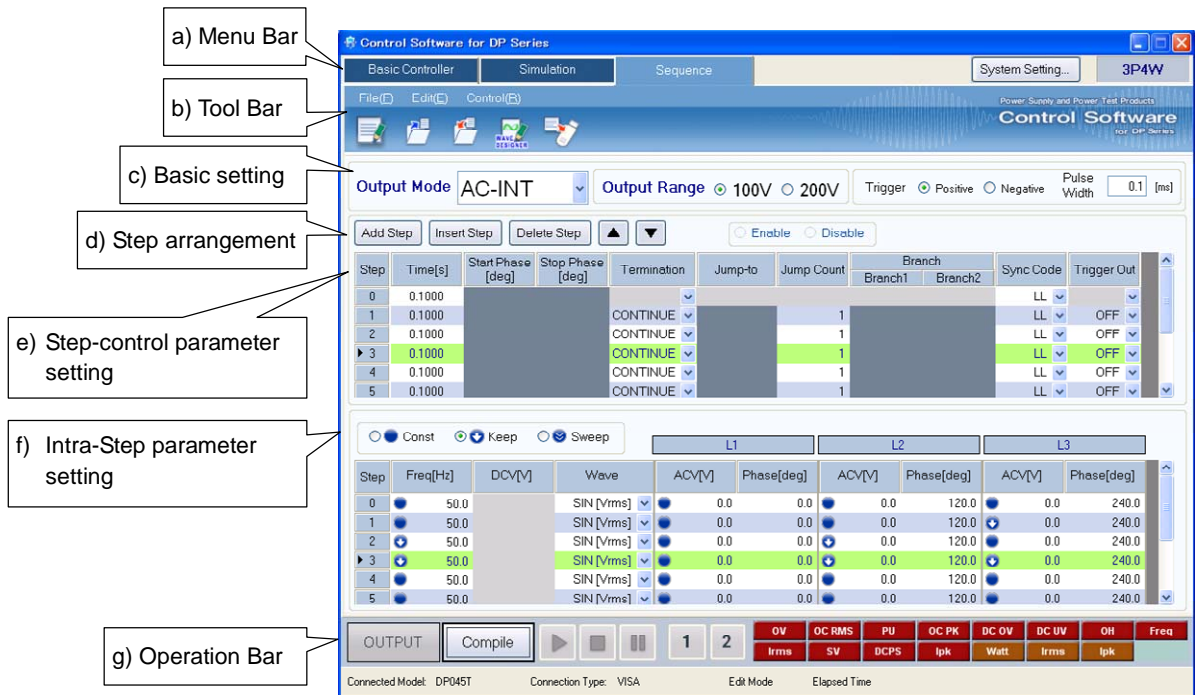 a) Menu Bar
b) Tool Bar
c) Basic setting
d) Step arrangement
e) Step-control parameter
setting
f) Intra-Step parameter
setting
g) Operation Bar
Control Software for DP Series
Basic Controller Simulation Sequence System Setting... 3P4W
File(F) Edit(E) Control(R)
Power Supply and Power Test Products
Control Software
for DP Series
WAVE
DESIGNER
Output Mode AC-INT Output Range 100V 200V Trigger Positive Negative Pulse Width 0.1 [ms]
Add Step Insert Step Delete Step Enable Disable
Step Time[s] Start Phase [deg] Stop Phase [deg] Termination Jump-to Jump Count Branch Branch1 Branch2 Sync Code Trigger Out
0 0.1000 LL
1 0.1000 CONTINUE 1 LL OFF
2 0.1000 CONTINUE 1 LL OFF
3 0.1000 CONTINUE 1 LL OFF
4 0.1000 CONTINUE 1 LL OFF
5 0.1000 CONTINUE 1 LL OFF
Const Keep Sweep
L1 L2 L3
Step Freq[Hz] DCV[V] Wave ACV[V] Phase[deg] ACV[V] Phase[deg] ACV[V] Phase[deg]
0 50.0 SIN [Vrms] 0.0 0.0 0.0 120.0 0.0 240.0
1 50.0 SIN [Vrms] 0.0 0.0 0.0 120.0 0.0 240.0
2 50.0 SIN [Vrms] 0.0 0.0 0.0 120.0 0.0 240.0
3 50.0 SIN [Vrms] 0.0 0.0 0.0 120.0 0.0 240.0
4 50.0 SIN [Vrms] 0.0 0.0 0.0 120.0 0.0 240.0
5 50.0 SIN [Vrms] 0.0 0.0 0.0 120.0 0.0 240.0
OUTPUT Compile 1 2
OV OC RMS PU OC PK DC OV DC UV OH Freq
Irms SV DCPS Ipk Watt Irms Ipk
Connected Model: DP045T Connection Type: VISA Edit Mode Elapsed Time